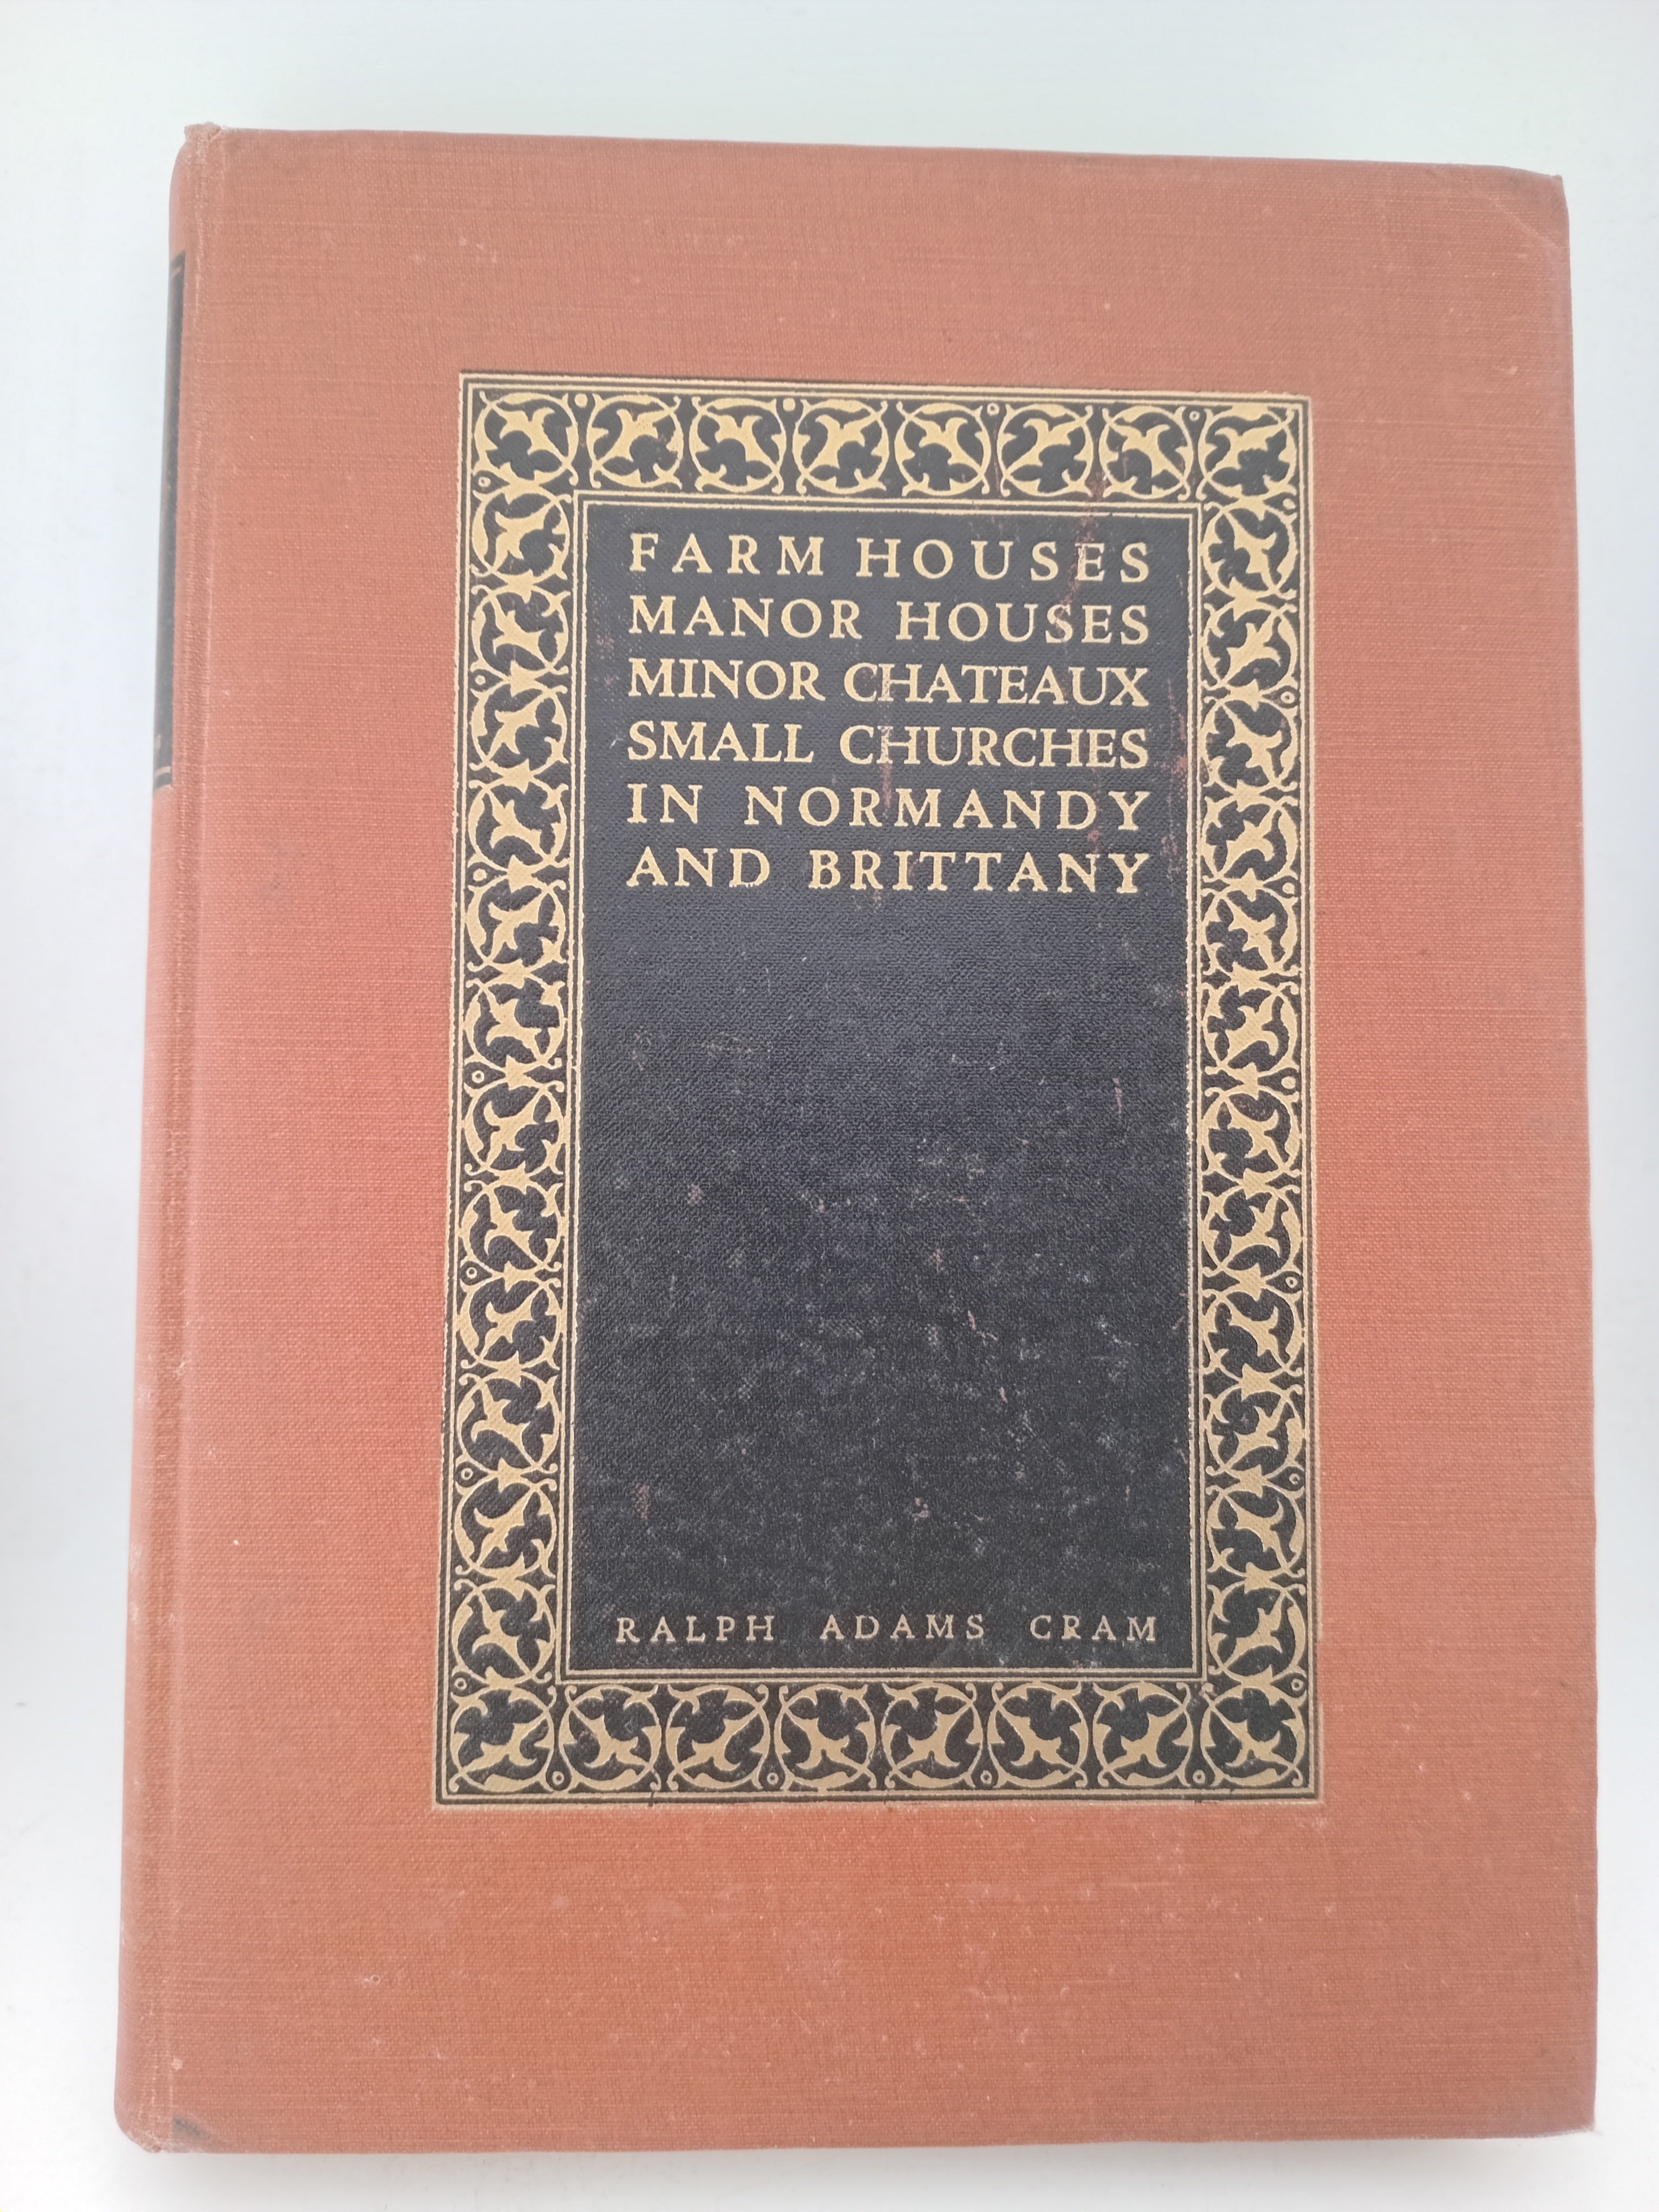 FARM HOUSES
MANOR HOUSES
MINOR CHATEAUX
SMALL CHURCHES
IN NORMANDY
AND BRITTANY
RALPH ADAMS CRAM